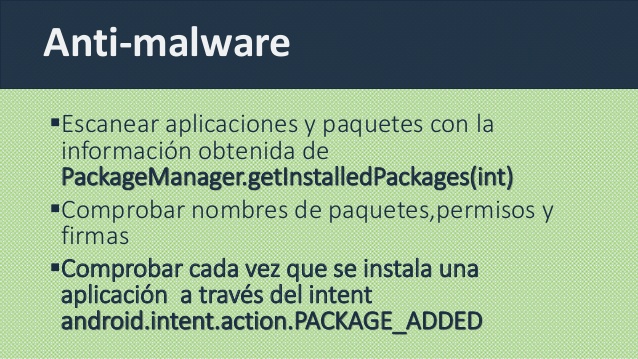 Anti-malware
▪Escanear aplicaciones y paquetes con la
información obtenida de
PackageManager.getInstalledPackages(int)
▪Comprobar nombres de paquetes,permisos y
firmas
▪Comprobar cada vez que se instala una
aplicación a través del intent
android.intent.action.PACKAGE_ADDED